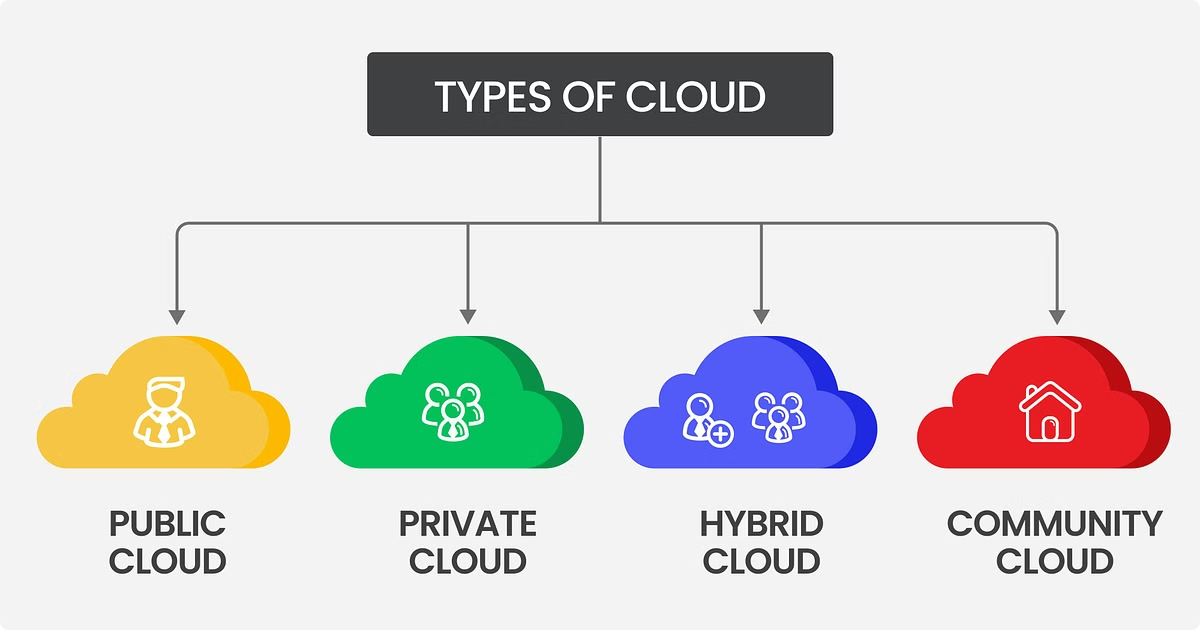 TYPES OF CLOUD
PUBLIC
CLOUD
PRIVATE
CLOUD
HYBRID
CLOUD
COMMUNITY
CLOUD